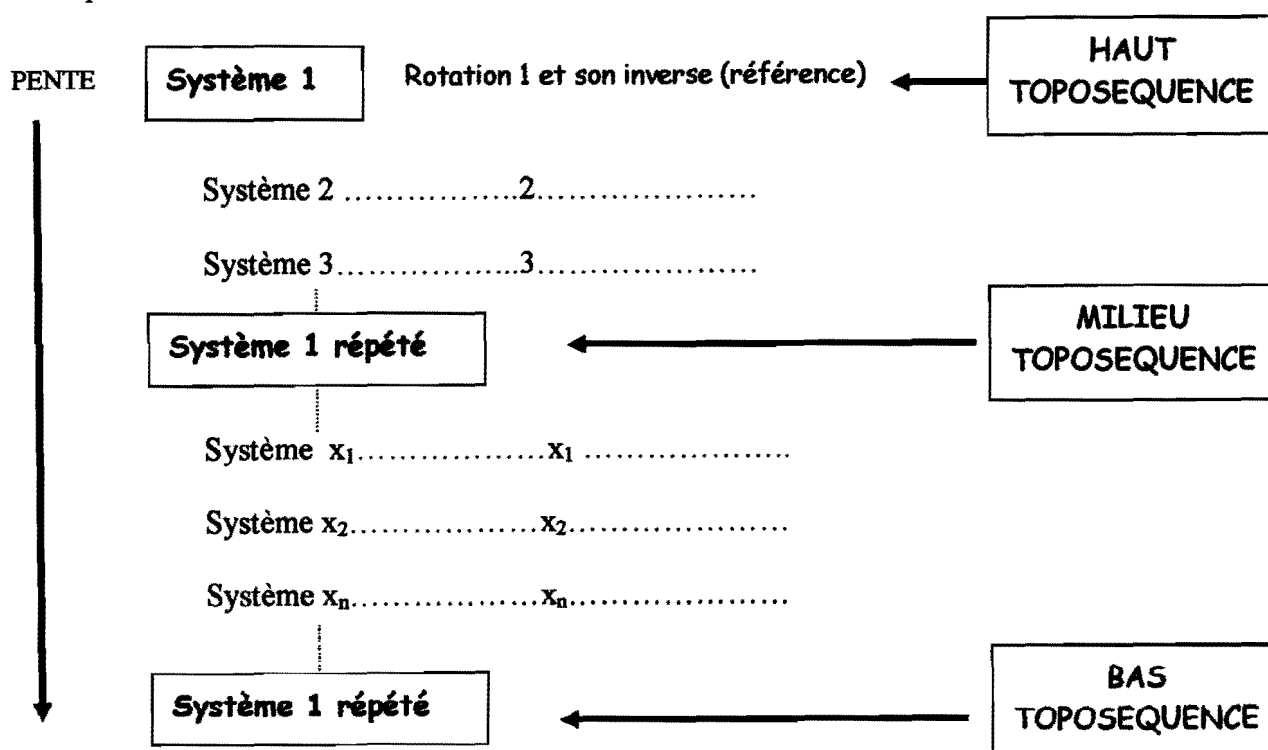 PENTE
Système 1
Rotation 1 et son inverse (référence)
HAUT
TOPOSEQUENCE
Système 2 ..................2......................
Système 3...................3......................
Système 1 répété
MILIEU
TOPOSEQUENCE
Système x₁...................x₁ .....................
Système x₂...................x₂......................
Système xₙ...................xₙ......................
Système 1 répété
BAS
TOPOSEQUENCE